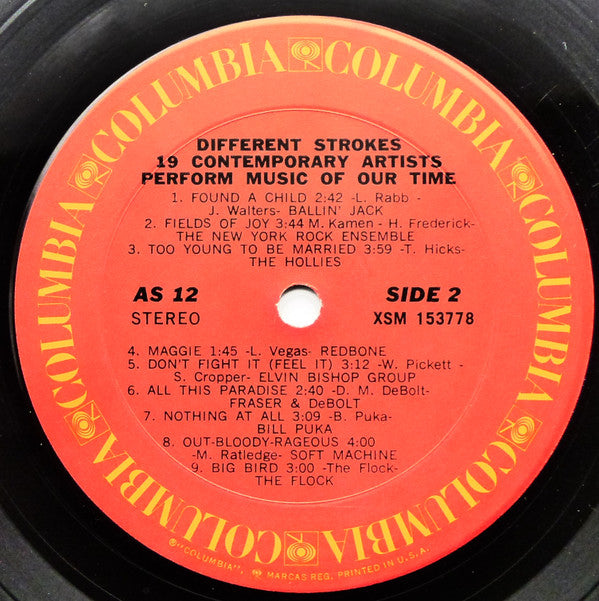 COLUMBIA COLUMBIA COLUMBIA COLUMBIA COLUMBIA COLUMBIA
DIFFERENT STROKES
19 CONTEMPORARY ARTISTS
PERFORM MUSIC OF OUR TIME
1. FOUND A CHILD 2:42 -L. Rabb -
J. Walters- BALLIN' JACK
2. FIELDS OF JOY 3:44 M. Kamen - H. Frederick-
THE NEW YORK ROCK ENSEMBLE
3. TOO YOUNG TO BE MARRIED 3:59 -T. Hicks-
THE HOLLIES
AS 12 SIDE 2
STEREO XSM 153778
4. MAGGIE 1:45 -L. Vegas- REDBONE
5. DON'T FIGHT IT (FEEL IT) 3:12 -W. Pickett -
S. Cropper- ELVIN BISHOP GROUP
6. ALL THIS PARADISE 2:40 -D. M. DeBolt-
FRASER & DeBOLT
7. NOTHING AT ALL 3:09 -B. Puka-
BILL PUKA
8. OUT-BLOODY-RAGEOUS 4:00
-M. Ratledge- SOFT MACHINE
9. BIG BIRD 3:00 -The Flock-
THE FLOCK
®"COLUMBIA", MARCAS REG. PRINTED IN U.S.A.